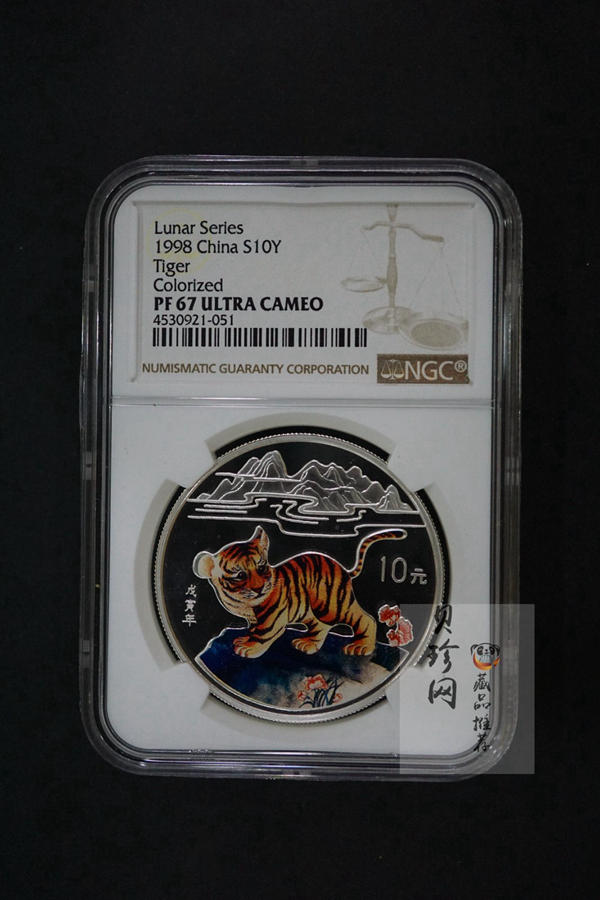 Lunar Series
1998 China S10Y
Tiger
Colorized
PF 67 ULTRA CAMEO
4530921-051
NUMISMATIC GUARANTY CORPORATION
NGC®
10元
戊寅年
贝珍网
藏品推荐